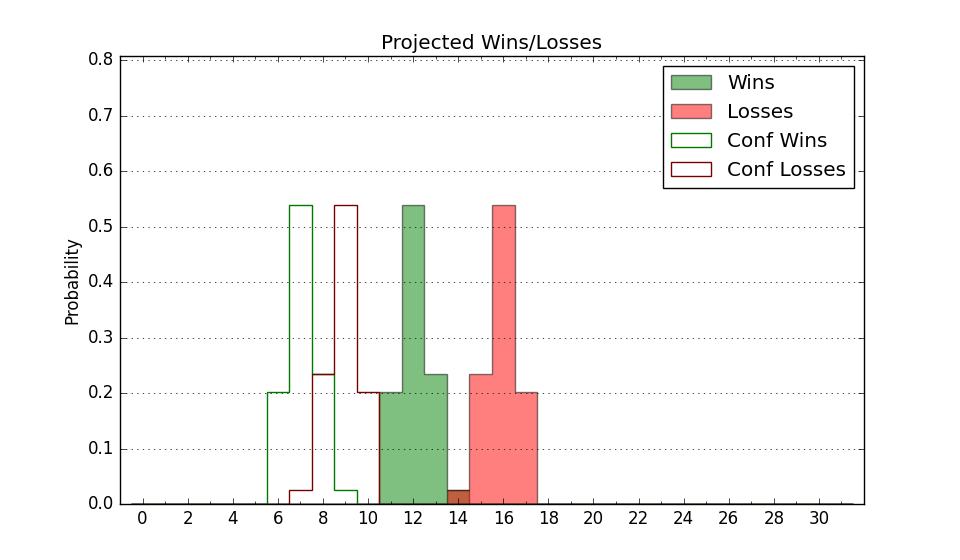 Projected Wins/Losses
Wins
Losses
Conf Wins
Conf Losses
Probability
0.8
0.7
0.6
0.5
0.4
0.3
0.2
0.1
0.0
0 2 4 6 8 10 12 14 16 18 20 22 24 26 28 30